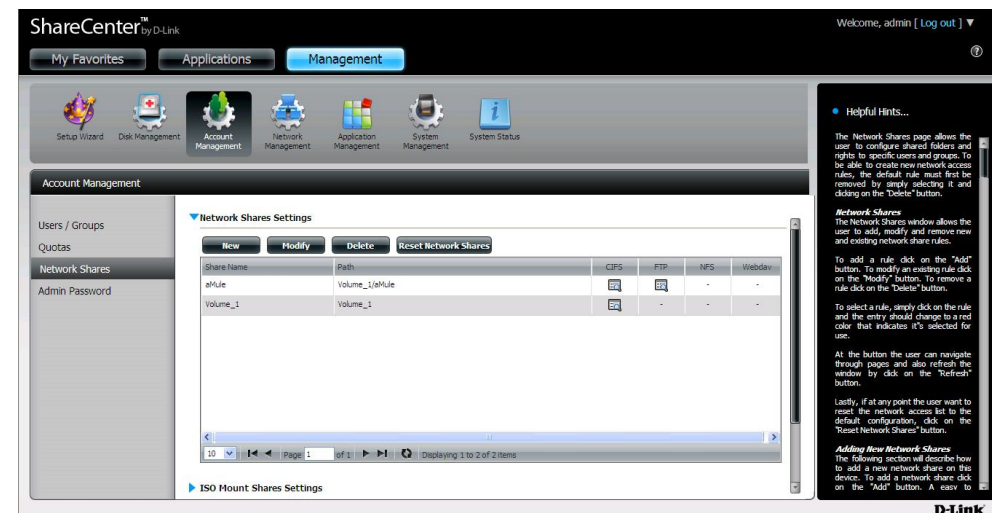 ShareCenter™ by D-Link
Welcome, admin [ Log out ] ▼
My Favorites
Applications
Management
Setup Wizard
Disk Management
Account Management
Network Management
Application Management
System Management
System Status
Account Management
Users / Groups
Quotas
Network Shares
Admin Password
Network Shares Settings
New Modify Delete Reset Network Shares
Share Name Path CIFS FTP NFS Webdav
aMule Volume_1/aMule - -
Volume_1 Volume_1 - - -
10 Page 1 of 1 Displaying 1 to 2 of 2 items
ISO Mount Shares Settings
Helpful Hints...
The Network Shares page allows the
user to configure shared folders and
rights to specific users and groups. To
be able to create new network access
rules, the default rule must first be
removed by simply selecting it and
clicking on the "Delete" button.
Network Shares
The Network Shares window allows the
user to add, modify and remove new
and existing network share rules.
To add a rule click on the "Add"
button. To modify an existing rule click
on the "Modify" button. To remove a
rule click on the "Delete" button.
To select a rule, simply click on the rule
and the entry should change to a red
color that indicates it"s selected for
use.
At the button the user can navigate
through pages and also refresh the
window by click on the "Refresh"
button.
Lastly, if at any point the user want to
reset the network access list to the
default configuration, click on the
"Reset Network Shares" button.
Adding New Network Shares
The following section will describe how
to add a new network share on this
device. To add a network share click
on the "Add" button. A easy to
D-Link